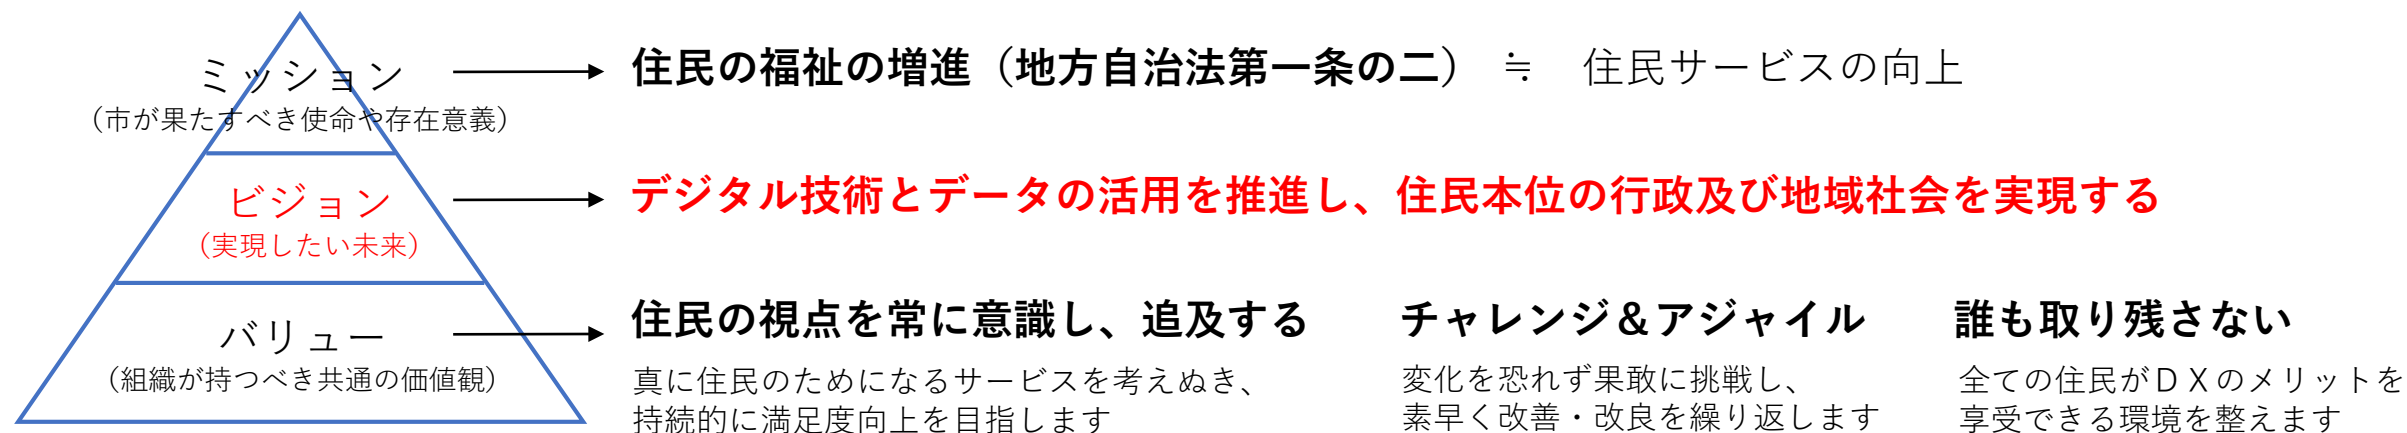 ミッション
（市が果たすべき使命や存在意義）
住民の福祉の増進（地方自治法第一条の二） ≒ 住民サービスの向上
ビジョン
（実現したい未来）
デジタル技術とデータの活用を推進し、住民本位の行政及び地域社会を実現する
バリュー
（組織が持つべき共通の価値観）
住民の視点を常に意識し、追及する
真に住民のためになるサービスを考えぬき、
持続的に満足度向上を目指します
チャレンジ＆アジャイル
変化を恐れず果敢に挑戦し、
素早く改善・改良を繰り返します
誰も取り残さない
全ての住民がＤＸのメリットを
享受できる環境を整えます